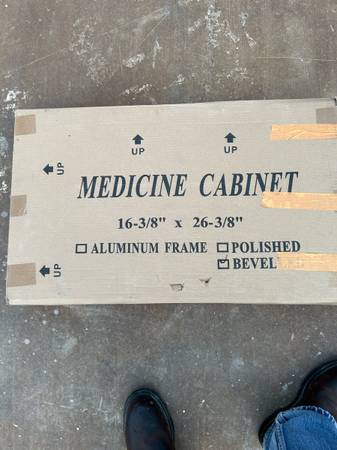 UP
UP
UP
MEDICINE CABINET
16-3/8" x 26-3/8"
☐ ALUMINUM FRAME ☐ POLISHED
☑ BEVEL
UP